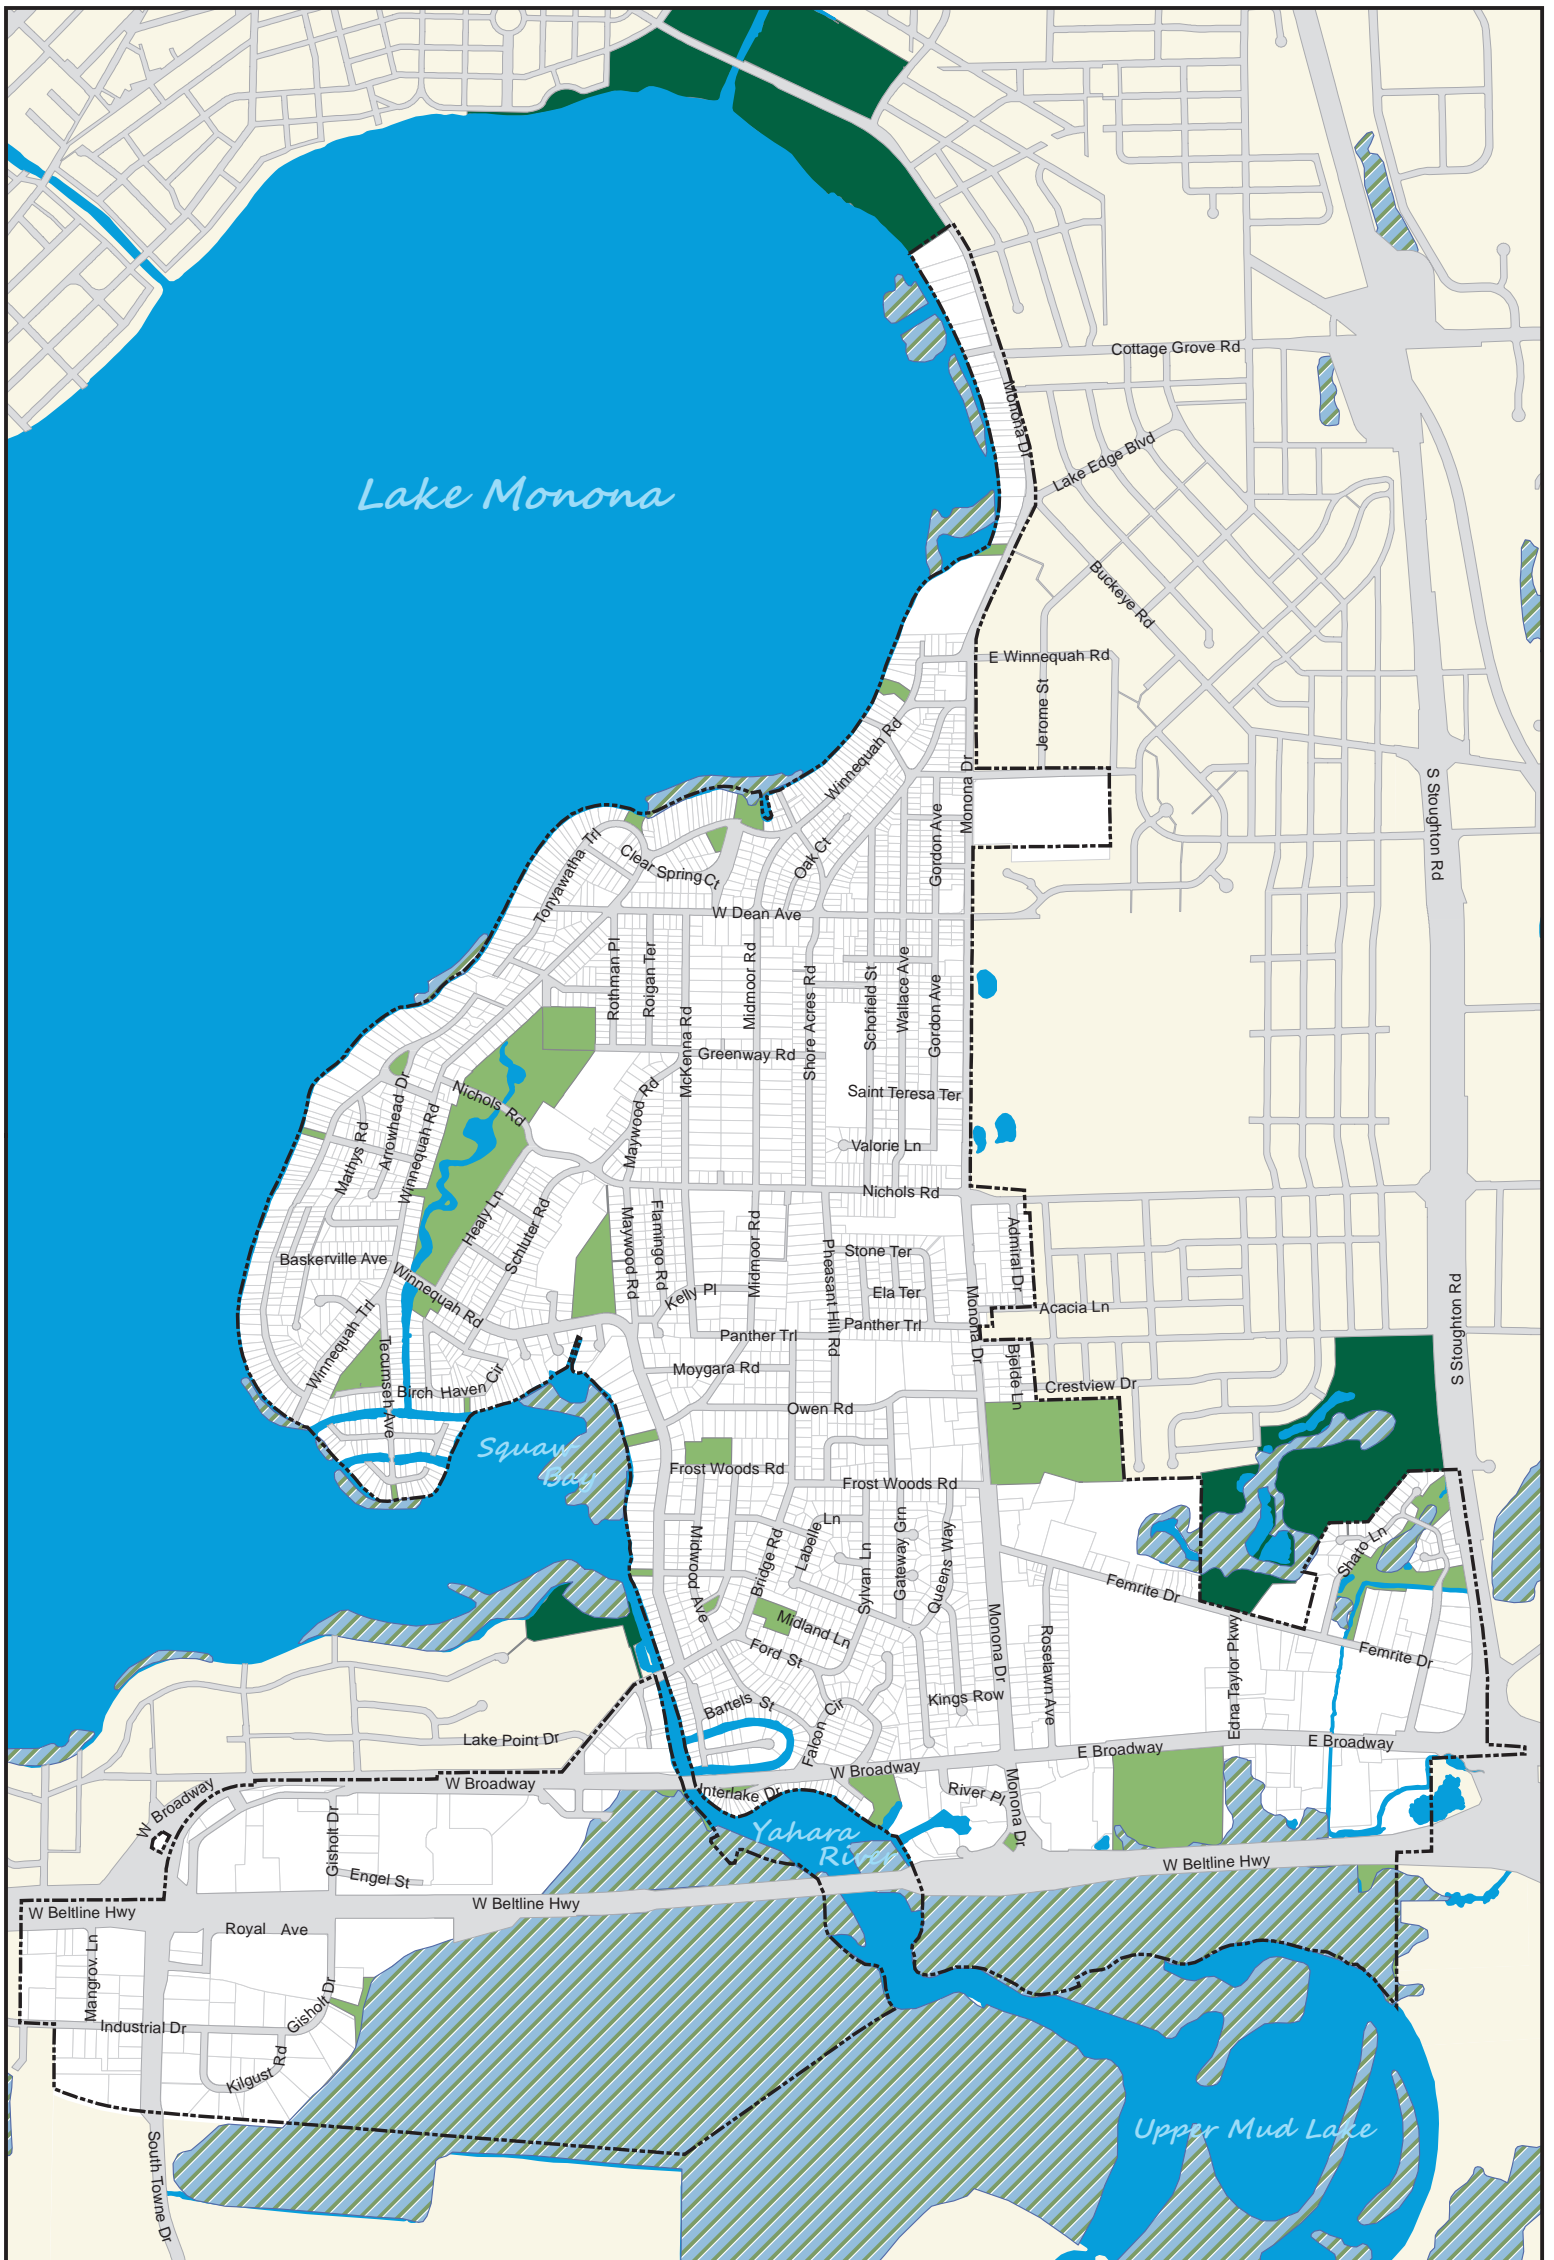 Cottage Grove Rd
Monona Dr
Lake Edge Blvd
Lake Monona
Buckeye Rd
E Winnequah Rd
Jerome St
Winnequah Rd
Monona Dr
S Stoughton Rd
Gordon Ave
Tonyawatha Trl
Clear Spring Ct
Oak Ct
W Dean Ave
Rothman Pl
Roigan Ter
McKenna Rd
Midmoor Rd
Shore Acres Rd
Schofield St
Wallace Ave
Gordon Ave
Greenway Rd
Saint Teresa Ter
Maywood Rd
Nichols Rd
Arrowhead Dr
Winnequah Rd
Mathys Rd
Valorie Ln
Nichols Rd
Healy Ln
Schluter Rd
Maywood Rd
Flamingo Rd
Midmoor Rd
Pheasant Hill Rd
Stone Ter
Admiral Dr
Baskerville Ave
Winnequah Rd
Kelly Pl
Ela Ter
Monona Dr
Acacia Ln
S Stoughton Rd
Winnequah Trl
Tecumseh Ave
Panther Trl
Panther Trl
Birch Haven Cir
Moygara Rd
Bjelde Ln
Crestview Dr
Owen Rd
Squaw
Bay
Frost Woods Rd
Frost Woods Rd
Midwood Ave
Bridge Rd
Labelle Ln
Sylvan Ln
Gateway Grn
Queens Way
Shato Ln
Femrite Dr
Midland Ln
Ford St
Monona Dr
Roselawn Ave
Edna Taylor Pkwy
Femrite Dr
Bartels St
Falcon Cir
Kings Row
Lake Point Dr
E Broadway
E Broadway
W Broadway
W Broadway
W Broadway
Interlake Dr
River Pl
Monona Dr
Yahara
River
Gisholt Dr
Engel St
W Beltline Hwy
W Beltline Hwy
W Beltline Hwy
Royal Ave
Mangrov Ln
Gisholt Dr
Industrial Dr
Kilgust Rd
Upper Mud Lake
South Towne Dr